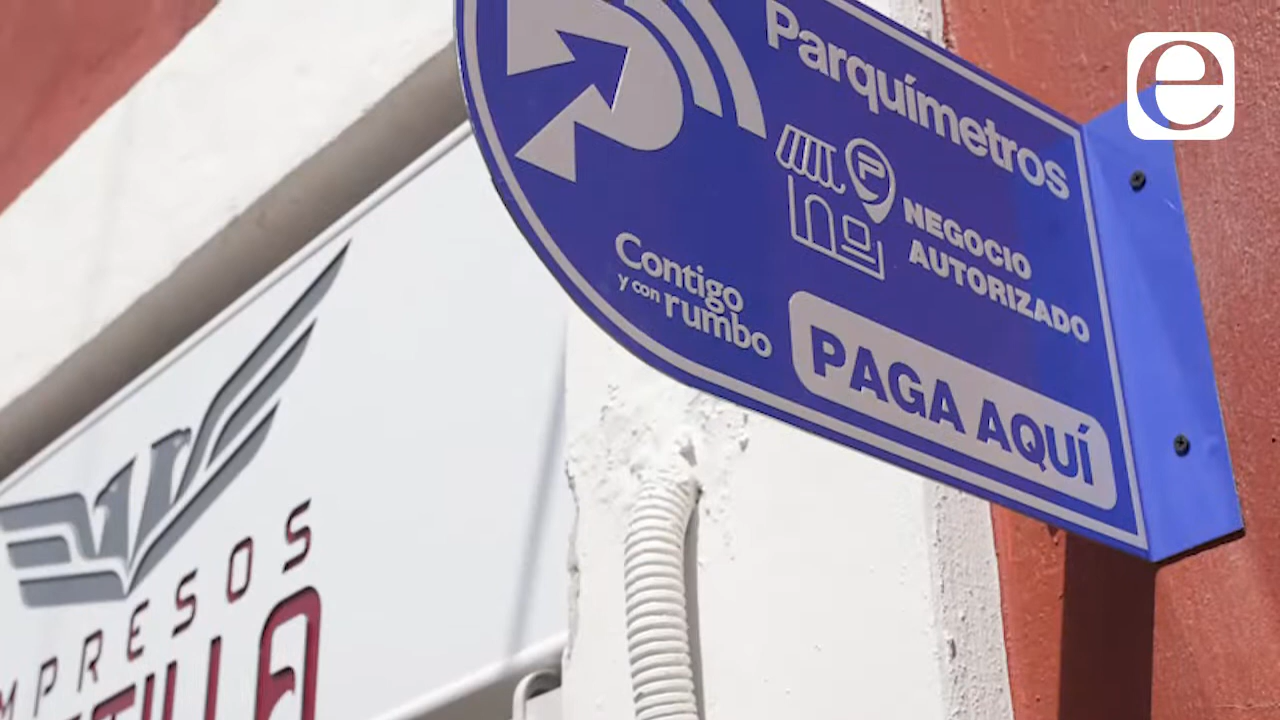 Parquímetros
P
NEGOCIO
AUTORIZADO
Contigo
y con rumbo
PAGA AQUÍ
e
MPRESOS